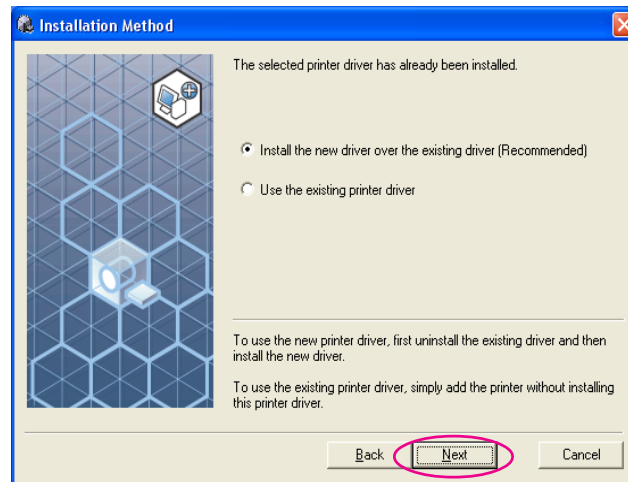 Installation Method
The selected printer driver has already been installed.
Install the new driver over the existing driver (Recommended)
Use the existing printer driver
To use the new printer driver, first uninstall the existing driver and then
install the new driver.
To use the existing printer driver, simply add the printer without installing
this printer driver.
Back Next Cancel